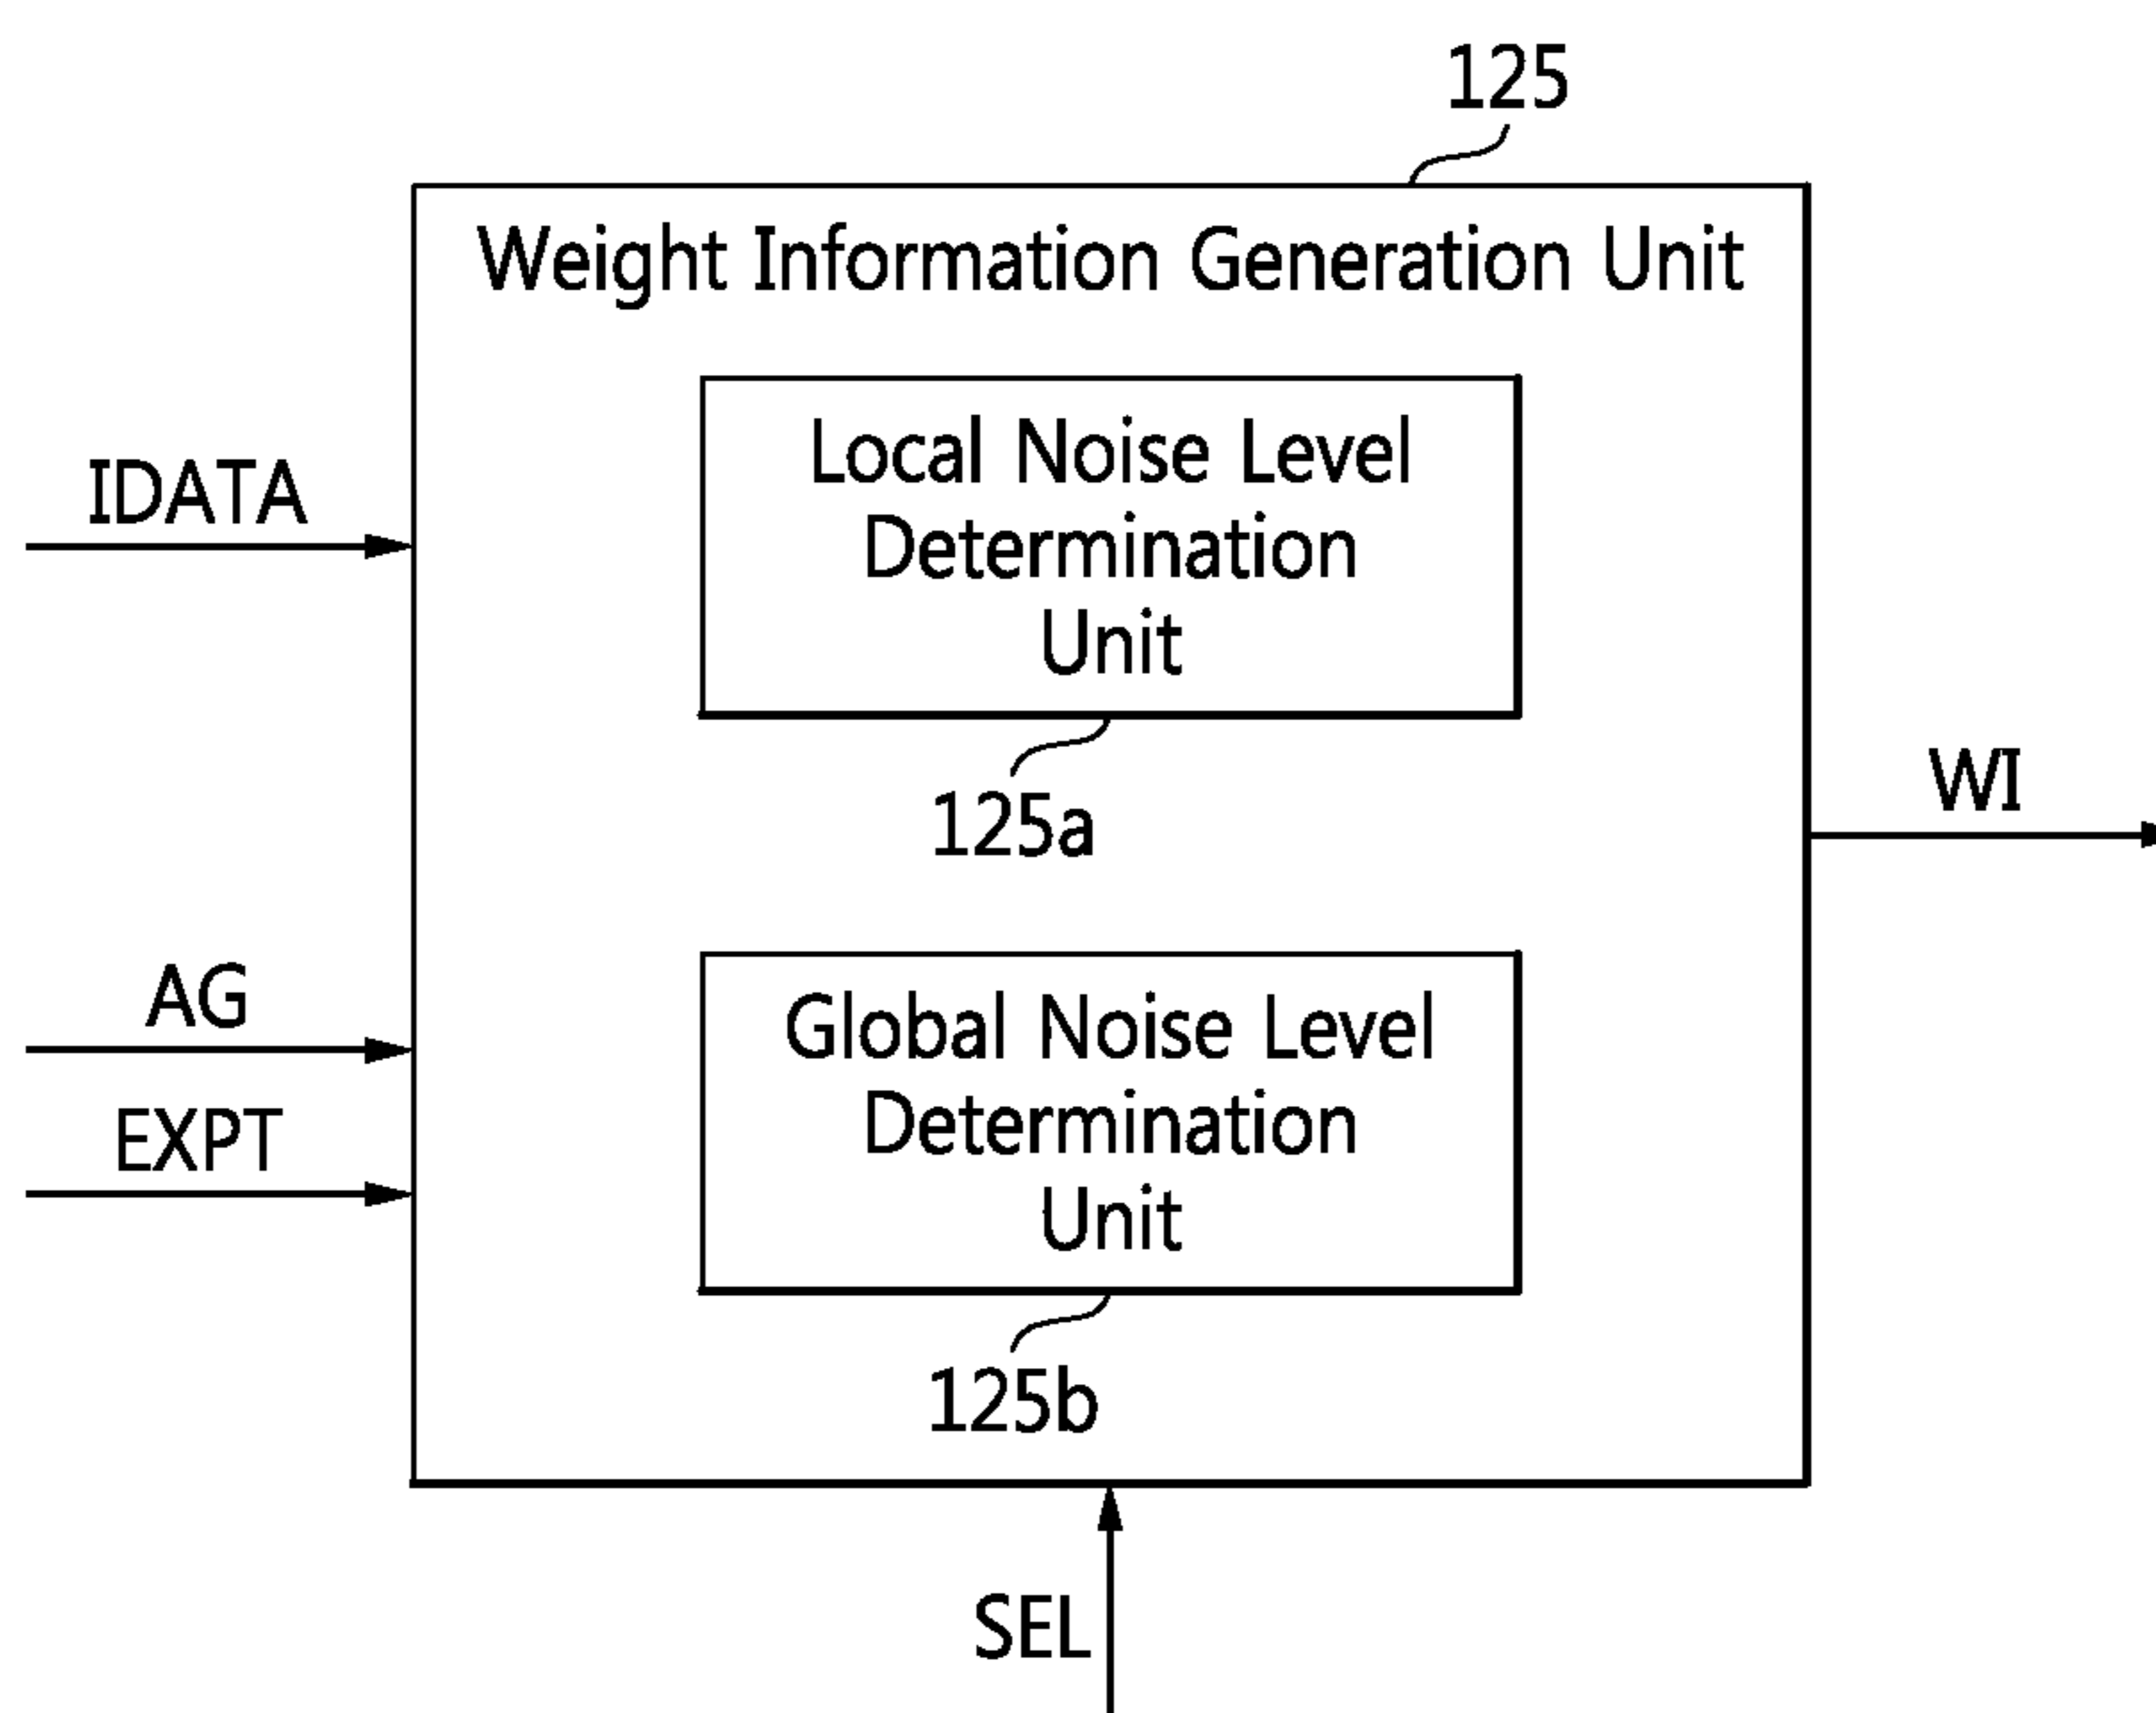 125
Weight Information Generation Unit
Local Noise Level
Determination
Unit
125a
IDATA
WI
AG
EXPT
Global Noise Level
Determination
Unit
125b
SEL